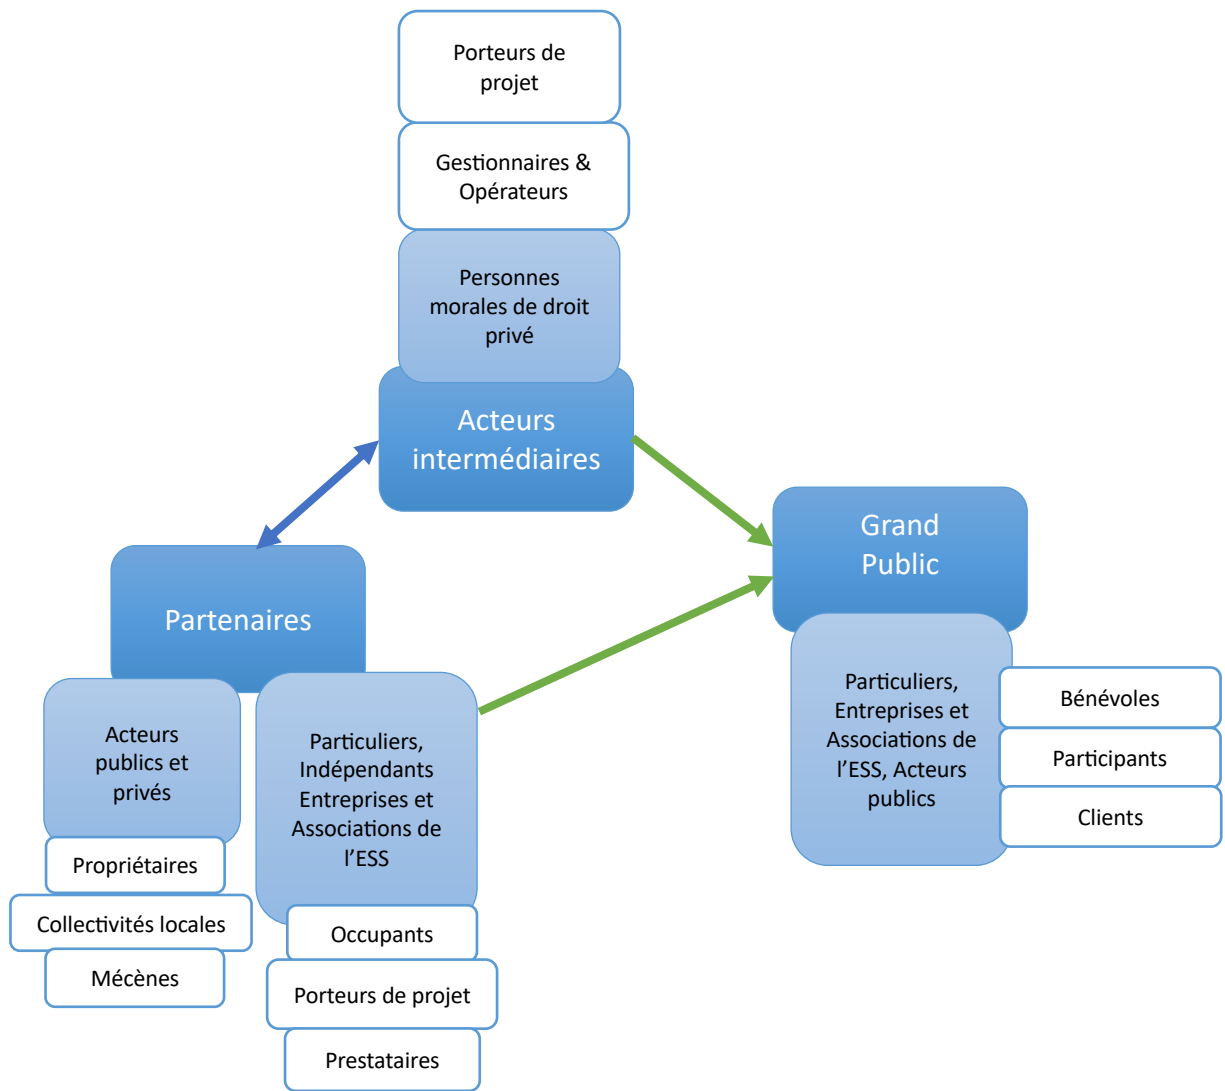 Porteurs de
projet
Gestionnaires &
Opérateurs
Personnes
morales de droit
privé
Acteurs
intermédiaires
Grand
Public
Partenaires
Acteurs
publics et
privés
Propriétaires
Collectivités locales
Mécènes
Particuliers,
Indépendants
Entreprises et
Associations de
l’ESS
Occupants
Porteurs de projet
Prestataires
Particuliers,
Entreprises et
Associations de
l’ESS, Acteurs
publics
Bénévoles
Participants
Clients